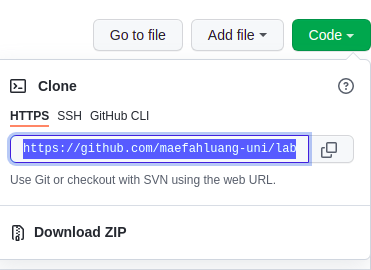 Go to file Add file Code
Clone
HTTPS SSH GitHub CLI
https://github.com/maefahluang-uni/lab
Use Git or checkout with SVN using the web URL.
Download ZIP